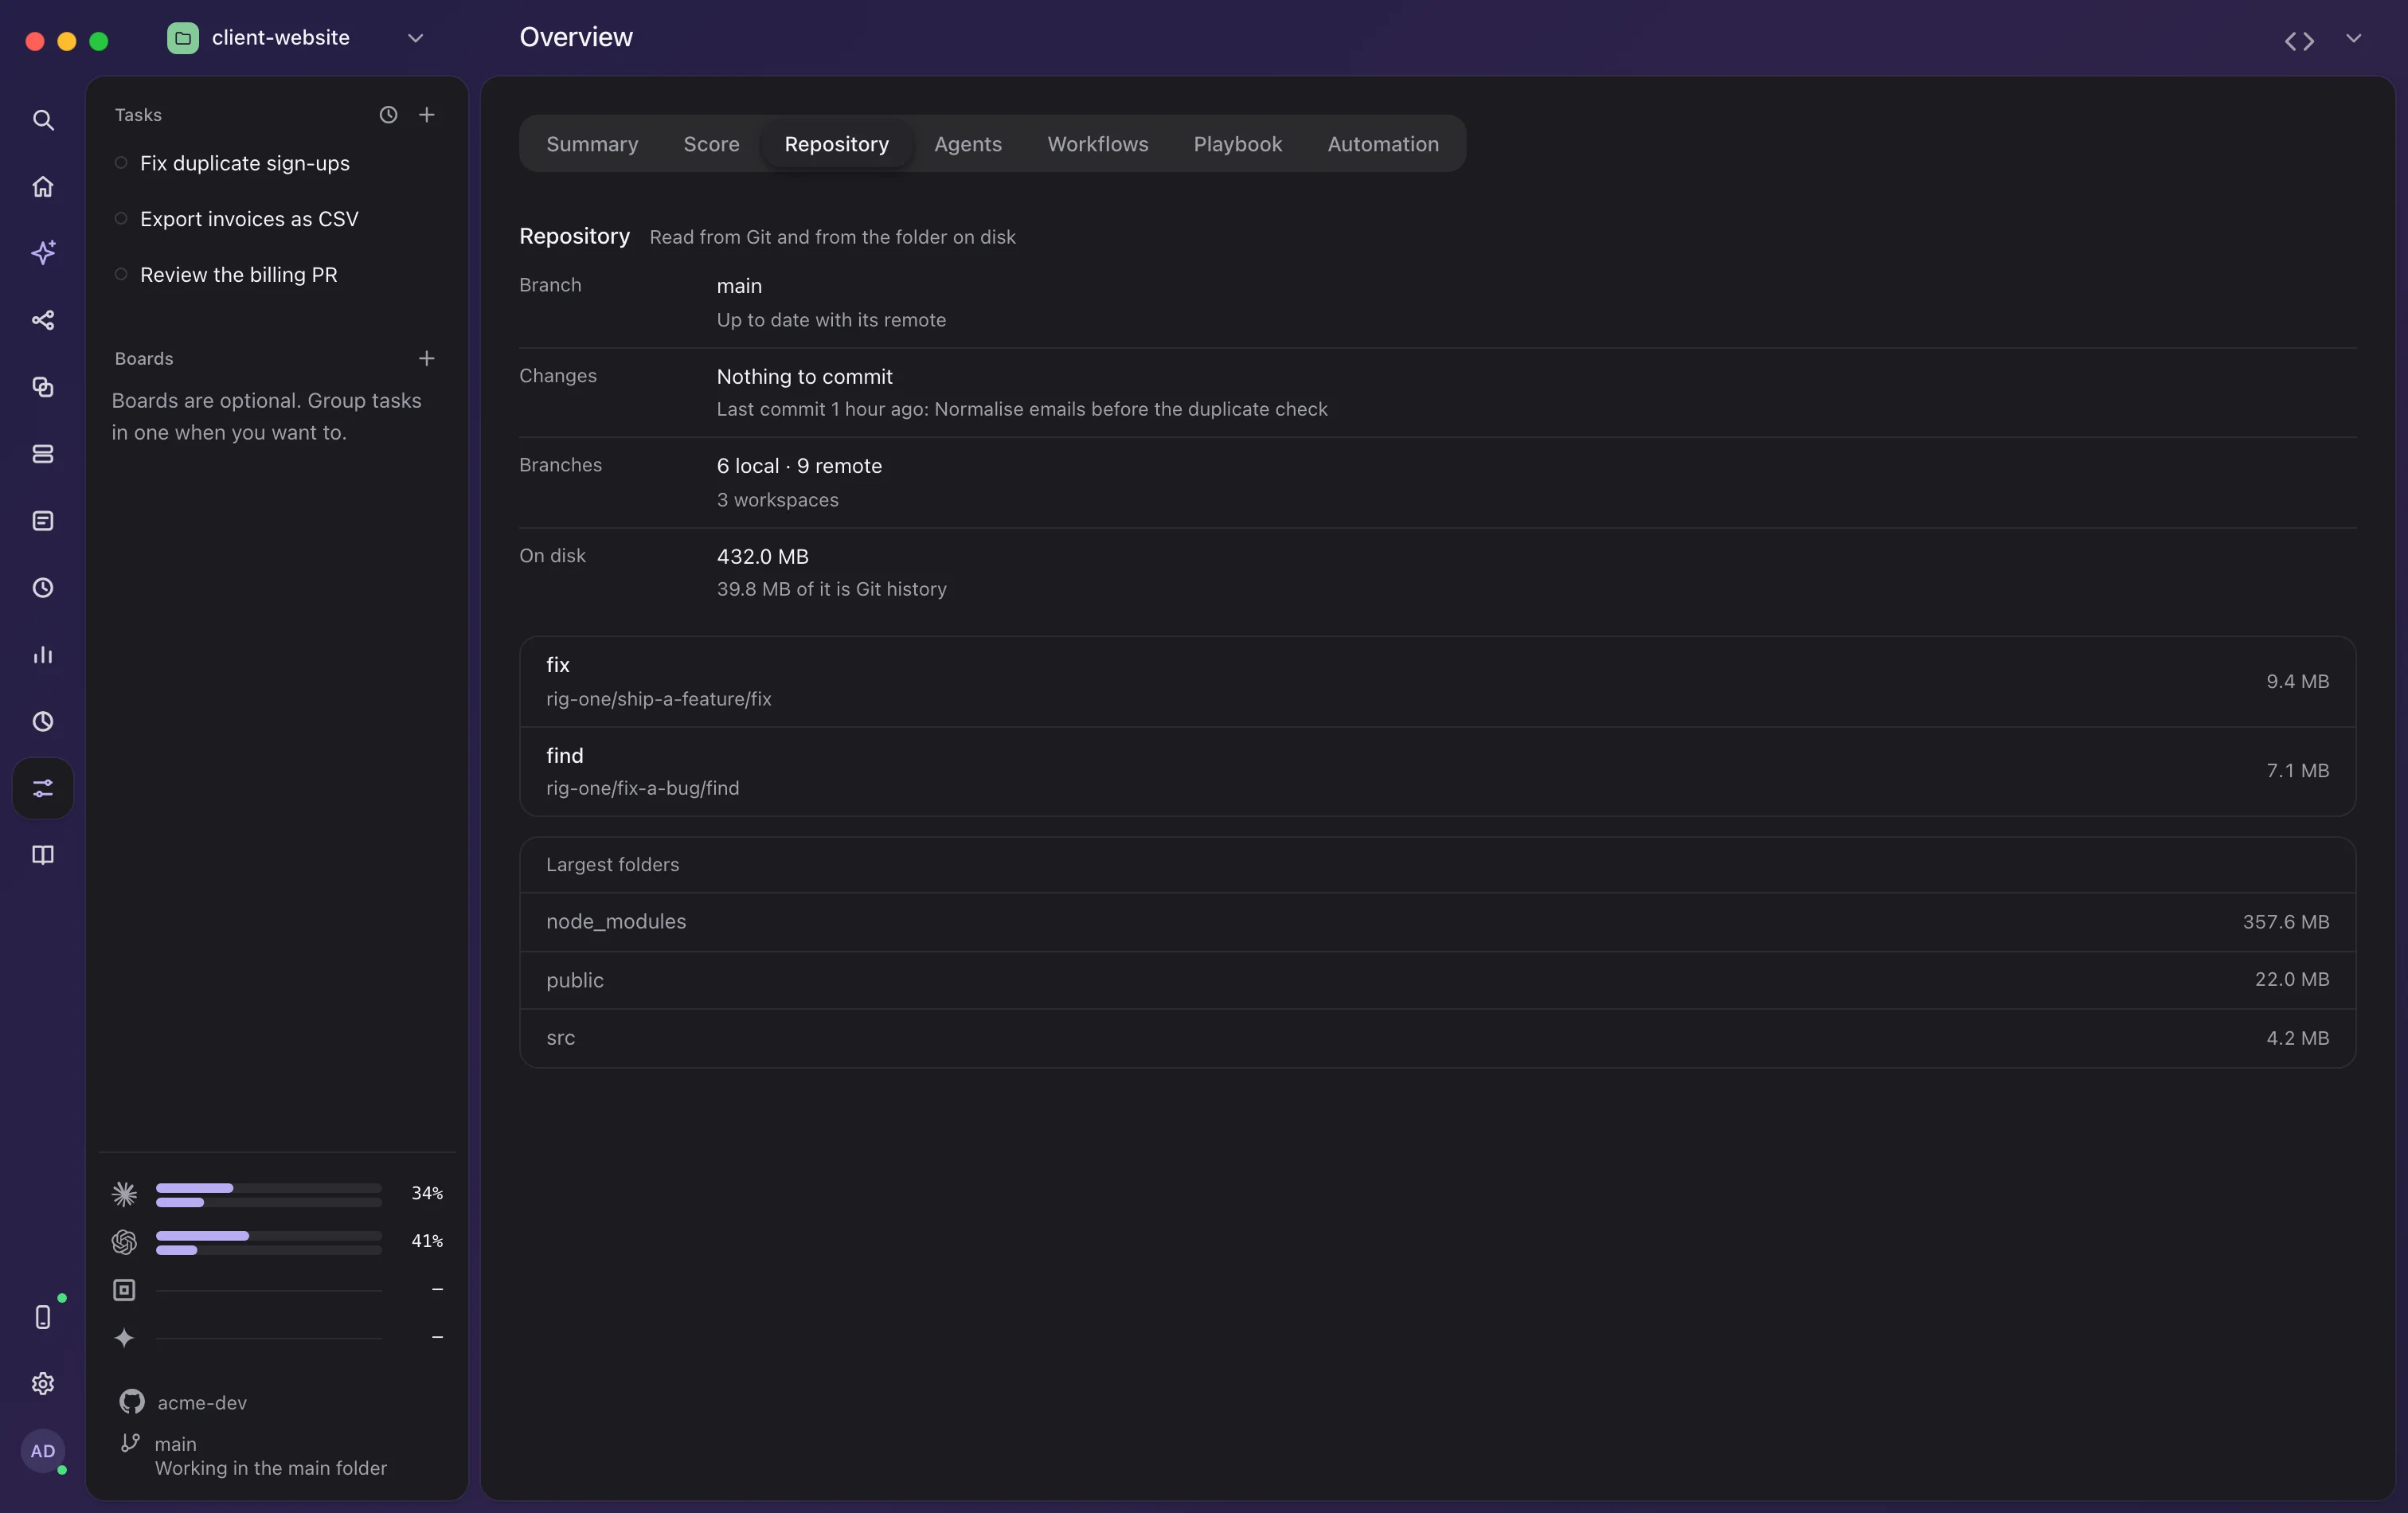 client-website
Overview
Tasks
Fix duplicate sign-ups
Export invoices as CSV
Review the billing PR
Boards
Boards are optional. Group tasks
in one when you want to.
34%
41%
–
–
acme-dev
main
Working in the main folder
AD
Summary Score Repository Agents Workflows Playbook Automation
Repository Read from Git and from the folder on disk
Branch main
Up to date with its remote
Changes Nothing to commit
Last commit 1 hour ago: Normalise emails before the duplicate check
Branches 6 local · 9 remote
3 workspaces
On disk 432.0 MB
39.8 MB of it is Git history
fix
rig-one/ship-a-feature/fix
9.4 MB
find
rig-one/fix-a-bug/find
7.1 MB
Largest folders
node_modules 357.6 MB
public 22.0 MB
src 4.2 MB